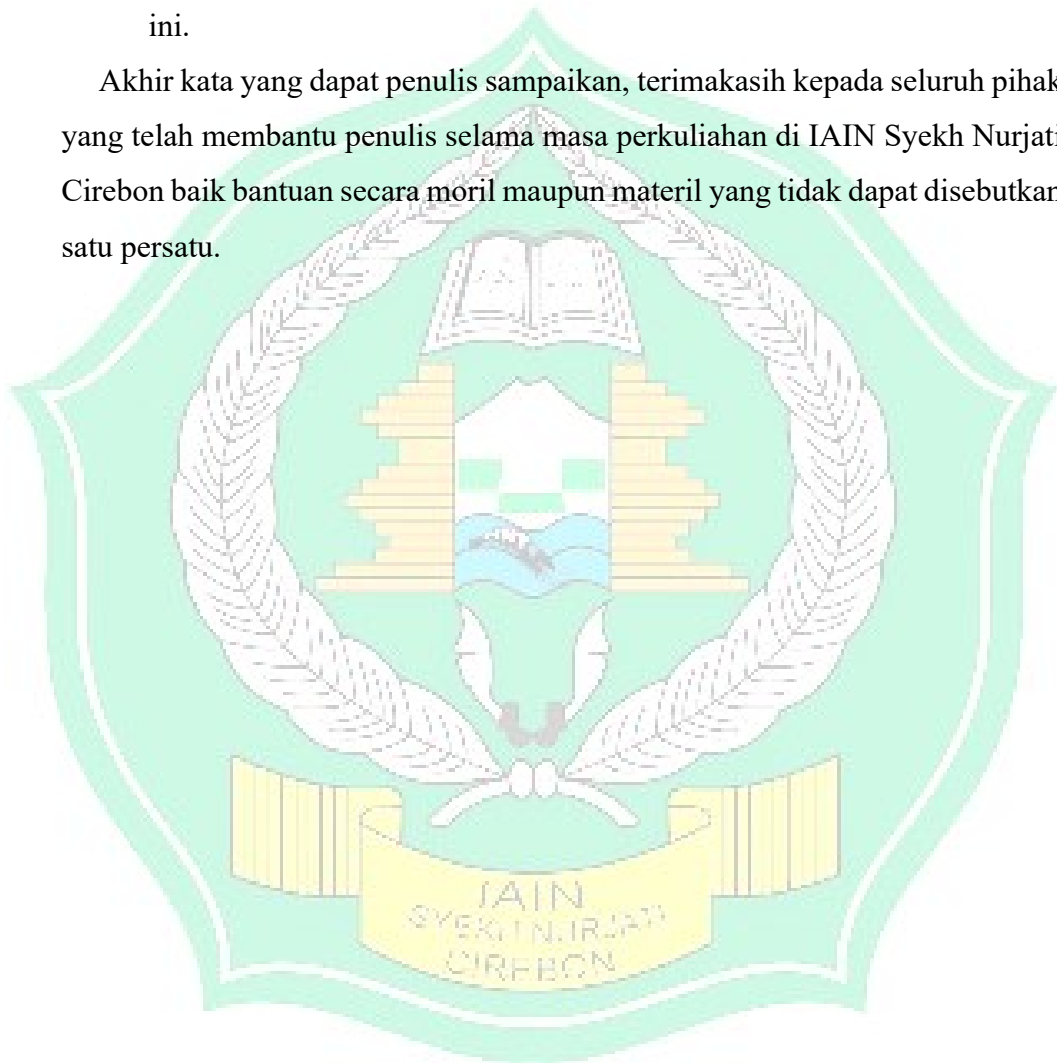 ini.
Akhir kata yang dapat penulis sampaikan, terimakasih kepada seluruh pihak
yang telah membantu penulis selama masa perkuliahan di IAIN Syekh Nurjati
Cirebon baik bantuan secara moril maupun materil yang tidak dapat disebutkan
satu persatu.
IAIN
SYEKH NURJATI
CIREBON